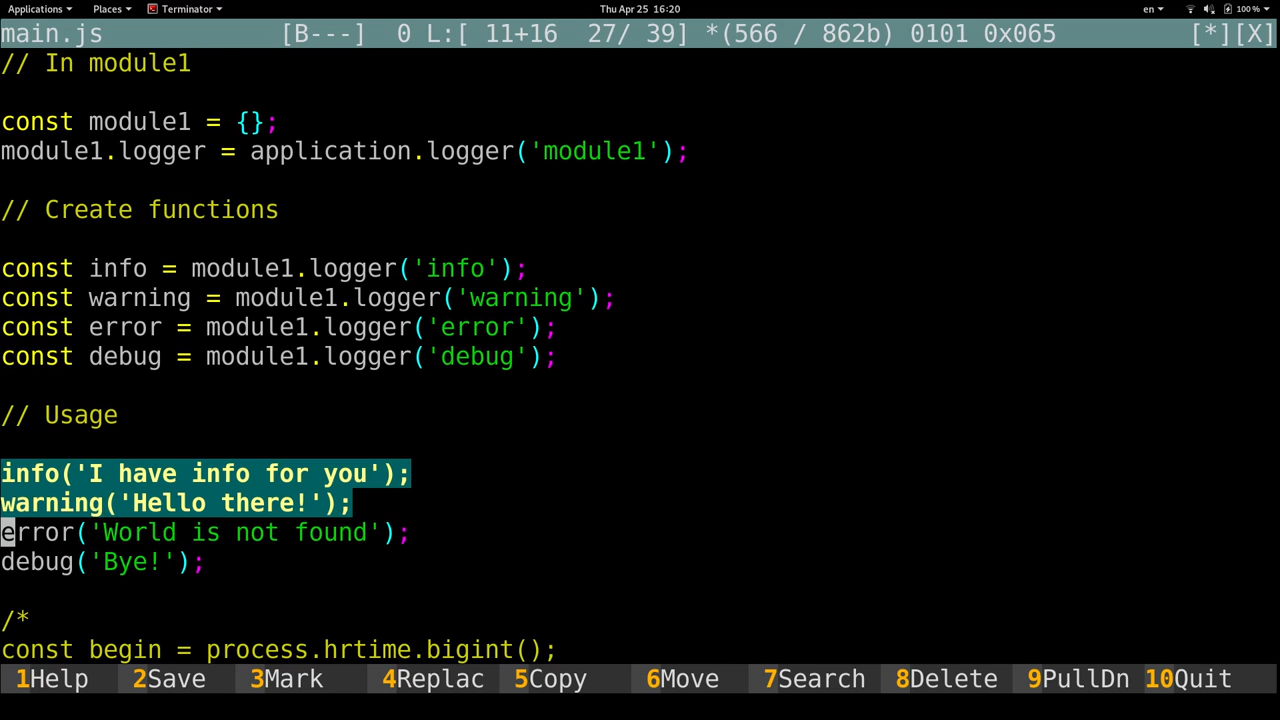 Applications Places Terminator Thu Apr 25 16:20 en 100 %
main.js [B---] 0 L:[ 11+16 27/ 39] *(566 / 862b) 0101 0x065 [*][X]
// In module1
const module1 = {};
module1.logger = application.logger('module1');
// Create functions
const info = module1.logger('info');
const warning = module1.logger('warning');
const error = module1.logger('error');
const debug = module1.logger('debug');
// Usage
info('I have info for you');
warning('Hello there!');
error('World is not found');
debug('Bye!');
/*
const begin = process.hrtime.bigint();
1Help 2Save 3Mark 4Replac 5Copy 6Move 7Search 8Delete 9PullDn 10Quit